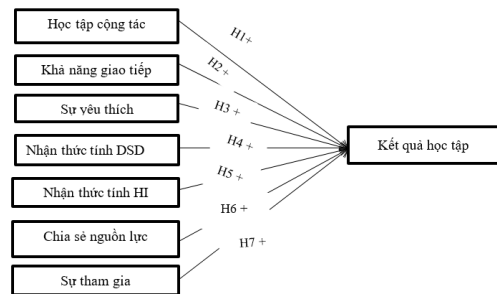 Học tập cộng tác
H1+
Khả năng giao tiếp
H2+
Sự yêu thích
H3 +
Nhận thức tính DSD
H4 +
Kết quả học tập
Nhận thức tính HI
H5 +
Chia sẻ nguồn lực
H6 +
Sự tham gia
H7 +